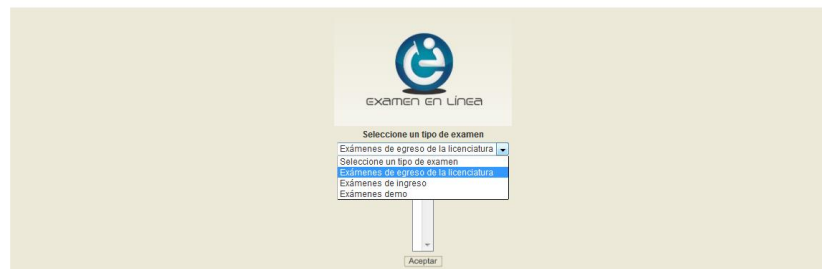 examen en Línea
Seleccione un tipo de examen
Exámenes de egreso de la licenciatura
Seleccione un tipo de examen
Exámenes de egreso de la licenciatura
Exámenes de ingreso
Exámenes demo
Aceptar